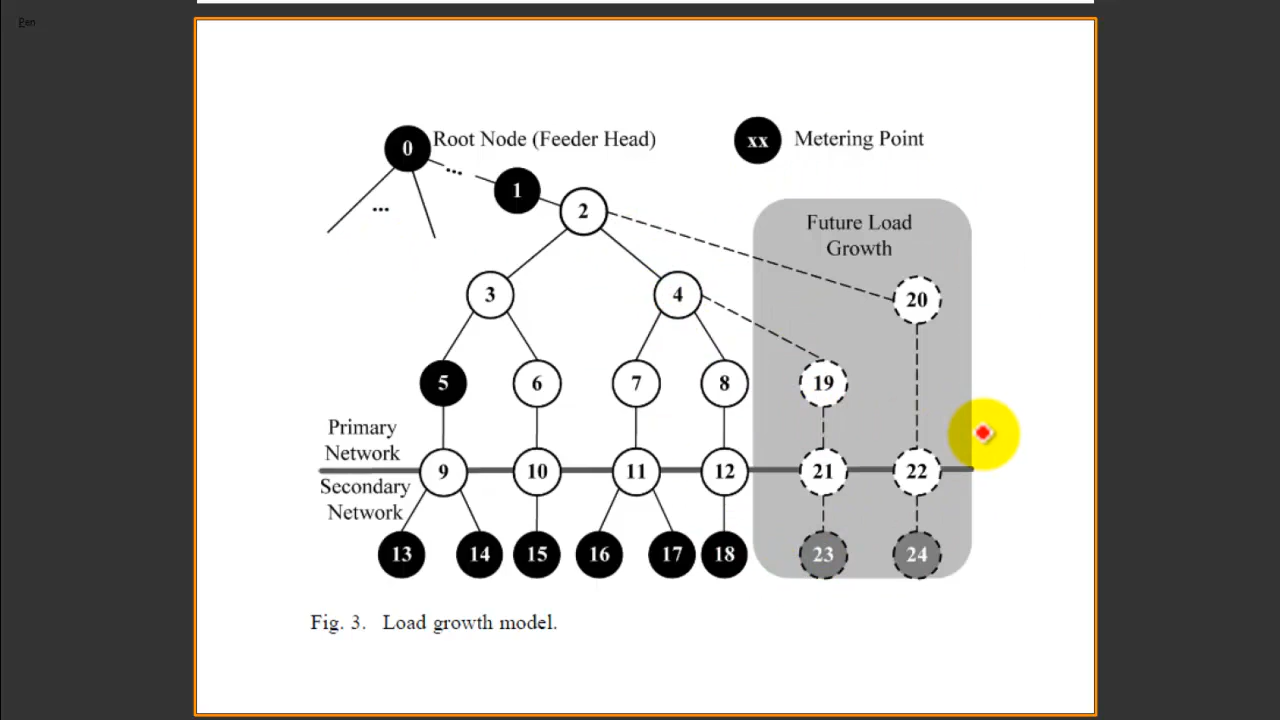 Pen
0 Root Node (Feeder Head)
xx Metering Point
...
...
1
2
Future Load
Growth
3
4
20
5
6
7
8
19
Primary
Network
9
10
11
12
21
22
Secondary
Network
13
14
15
16
17
18
23
24
Fig. 3. Load growth model.